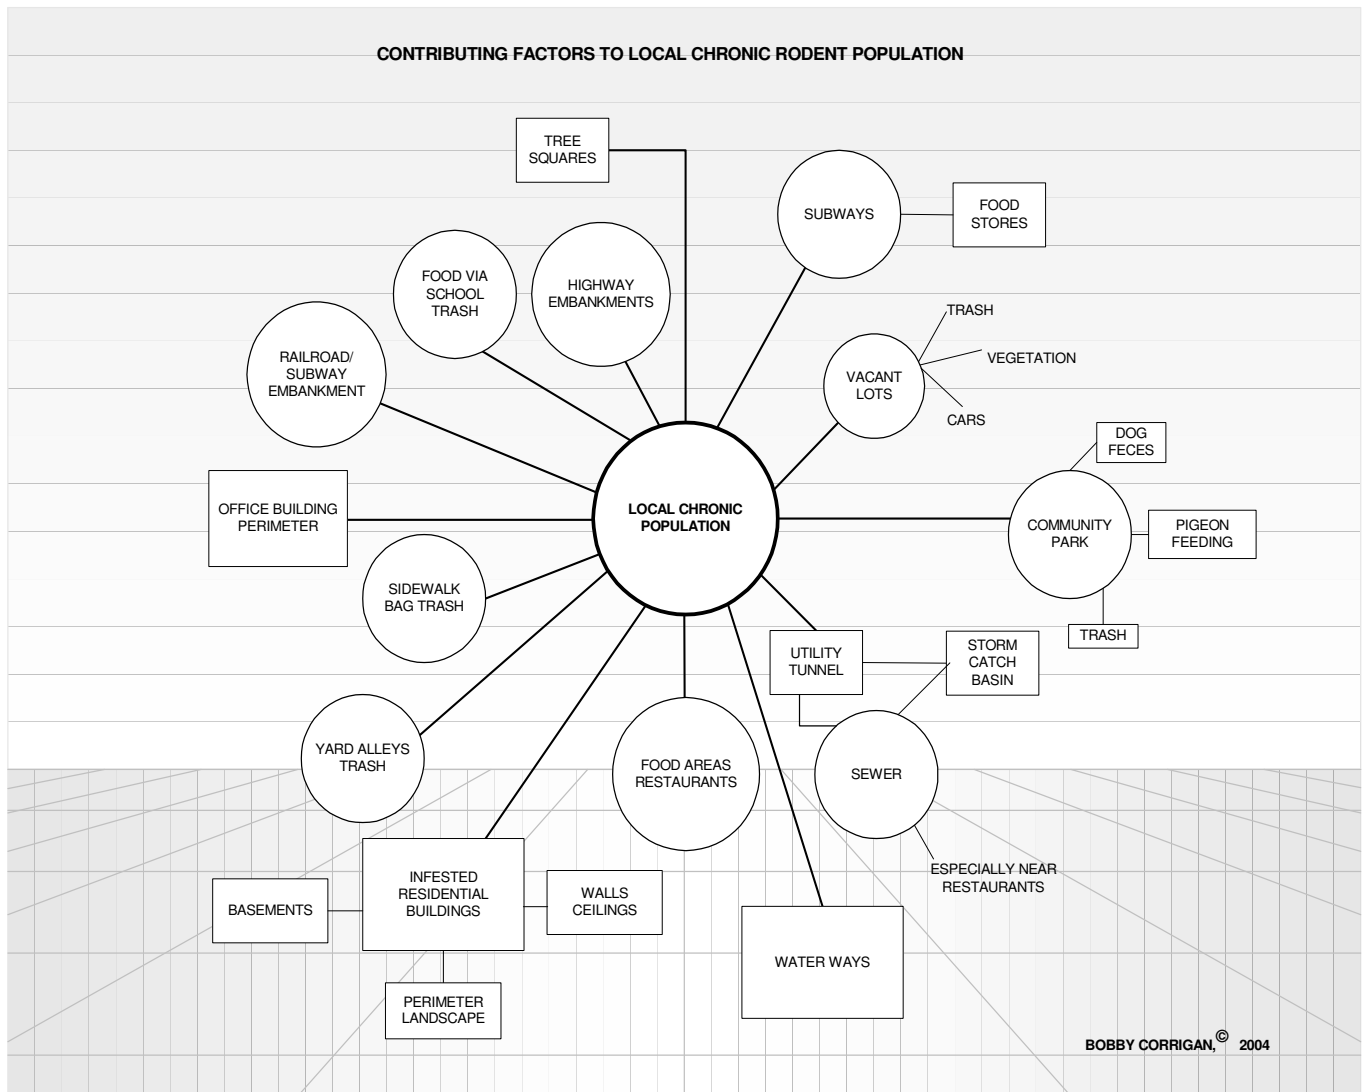 CONTRIBUTING FACTORS TO LOCAL CHRONIC RODENT POPULATION
TREE
SQUARES
SUBWAYS
FOOD
STORES
FOOD VIA
SCHOOL
TRASH
HIGHWAY
EMBANKMENTS
RAILROAD/
SUBWAY
EMBANKMENT
VACANT
LOTS
TRASH
VEGETATION
CARS
DOG
FECES
COMMUNITY
PARK
PIGEON
FEEDING
TRASH
OFFICE BUILDING
PERIMETER
LOCAL CHRONIC
POPULATION
SIDEWALK
BAG TRASH
UTILITY
TUNNEL
STORM
CATCH
BASIN
YARD ALLEYS
TRASH
FOOD AREAS
RESTAURANTS
SEWER
ESPECIALLY NEAR
RESTAURANTS
INFESTED
RESIDENTIAL
BUILDINGS
BASEMENTS
WALLS
CEILINGS
PERIMETER
LANDSCAPE
WATER WAYS
BOBBY CORRIGAN,© 2004